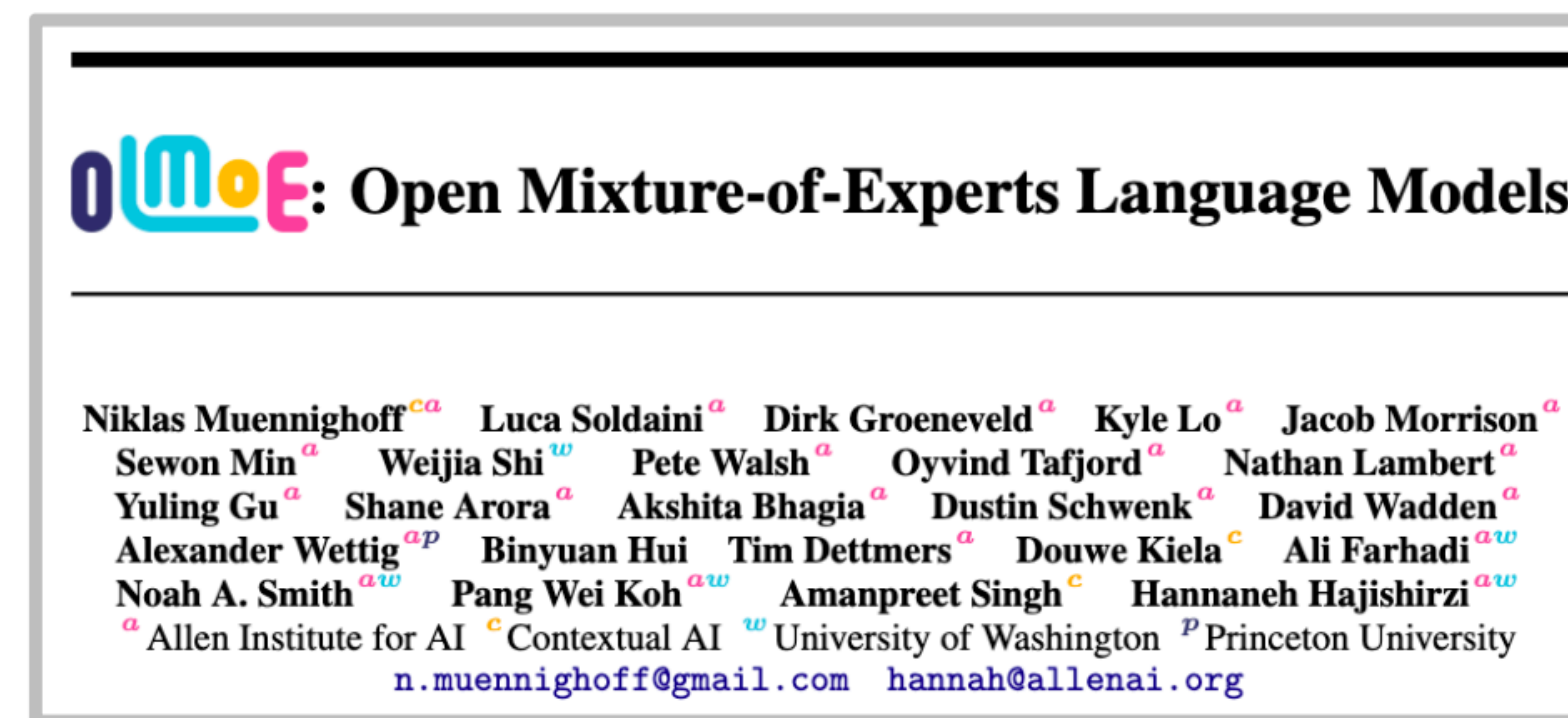 OLMoE: Open Mixture-of-Experts Language Models
Niklas Muennighoff ca Luca Soldaini a Dirk Groeneveld a Kyle Lo a Jacob Morrison a
Sewon Min a Weijia Shi w Pete Walsh a Oyvind Tafjord a Nathan Lambert a
Yuling Gu a Shane Arora a Akshita Bhagia a Dustin Schwenk a David Wadden a
Alexander Wettig ap Binyuan Hui Tim Dettmers a Douwe Kiela c Ali Farhadi aw
Noah A. Smith aw Pang Wei Koh aw Amanpreet Singh c Hannaneh Hajishirzi aw
a Allen Institute for AI c Contextual AI w University of Washington p Princeton University
n.muennighoff@gmail.com hannah@allenai.org